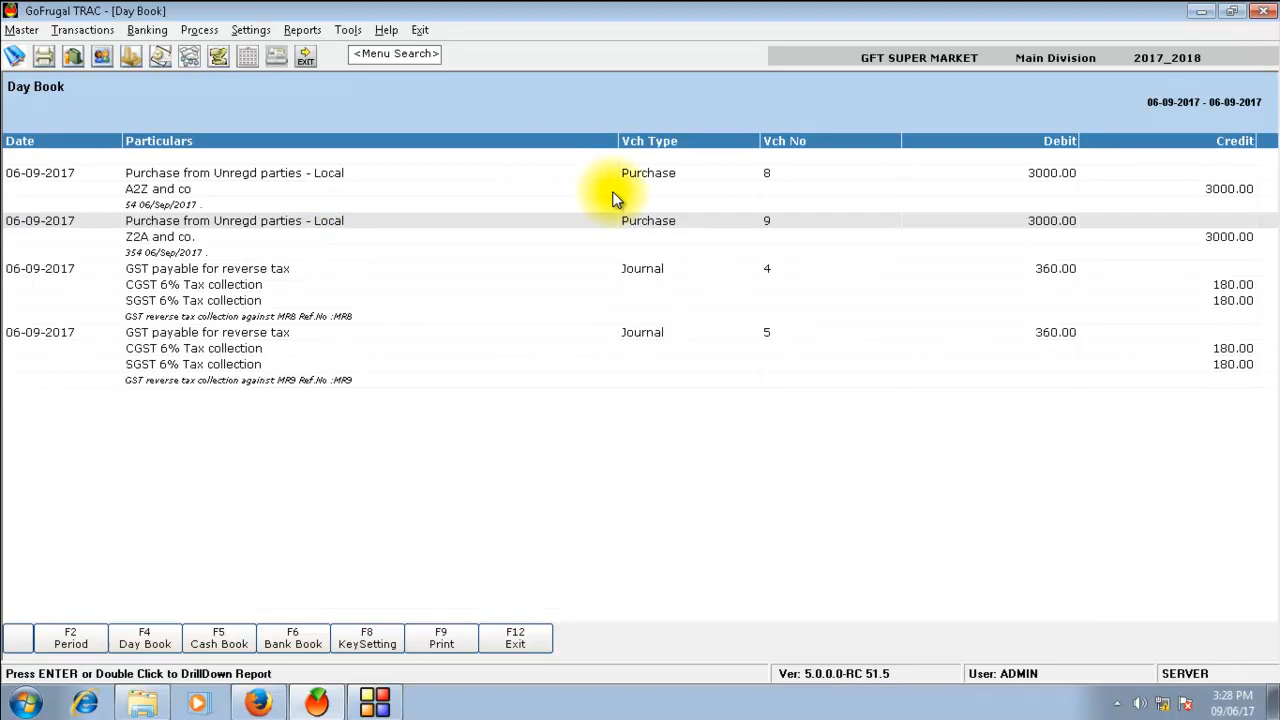 GoFrugal TRAC - [Day Book]
Master Transactions Banking Process Settings Reports Tools Help Exit
EXIT <Menu Search> GFT SUPER MARKET Main Division 2017_2018
Day Book
06-09-2017 - 06-09-2017
Date Particulars Vch Type Vch No Debit Credit
06-09-2017 Purchase from Unregd parties - Local Purchase 8 3000.00
A2Z and co 3000.00
54 06/Sep/2017 .
06-09-2017 Purchase from Unregd parties - Local Purchase 9 3000.00
Z2A and co. 3000.00
354 06/Sep/2017 .
06-09-2017 GST payable for reverse tax Journal 4 360.00
CGST 6% Tax collection 180.00
SGST 6% Tax collection 180.00
GST reverse tax collection against MR8 Ref.No :MR8
06-09-2017 GST payable for reverse tax Journal 5 360.00
CGST 6% Tax collection 180.00
SGST 6% Tax collection 180.00
GST reverse tax collection against MR9 Ref.No :MR9
F2 F4 F5 F6 F8 F9 F12
Period Day Book Cash Book Bank Book KeySetting Print Exit
Press ENTER or Double Click to DrillDown Report Ver: 5.0.0.0-RC 51.5 User: ADMIN SERVER
3:28 PM
09/06/17